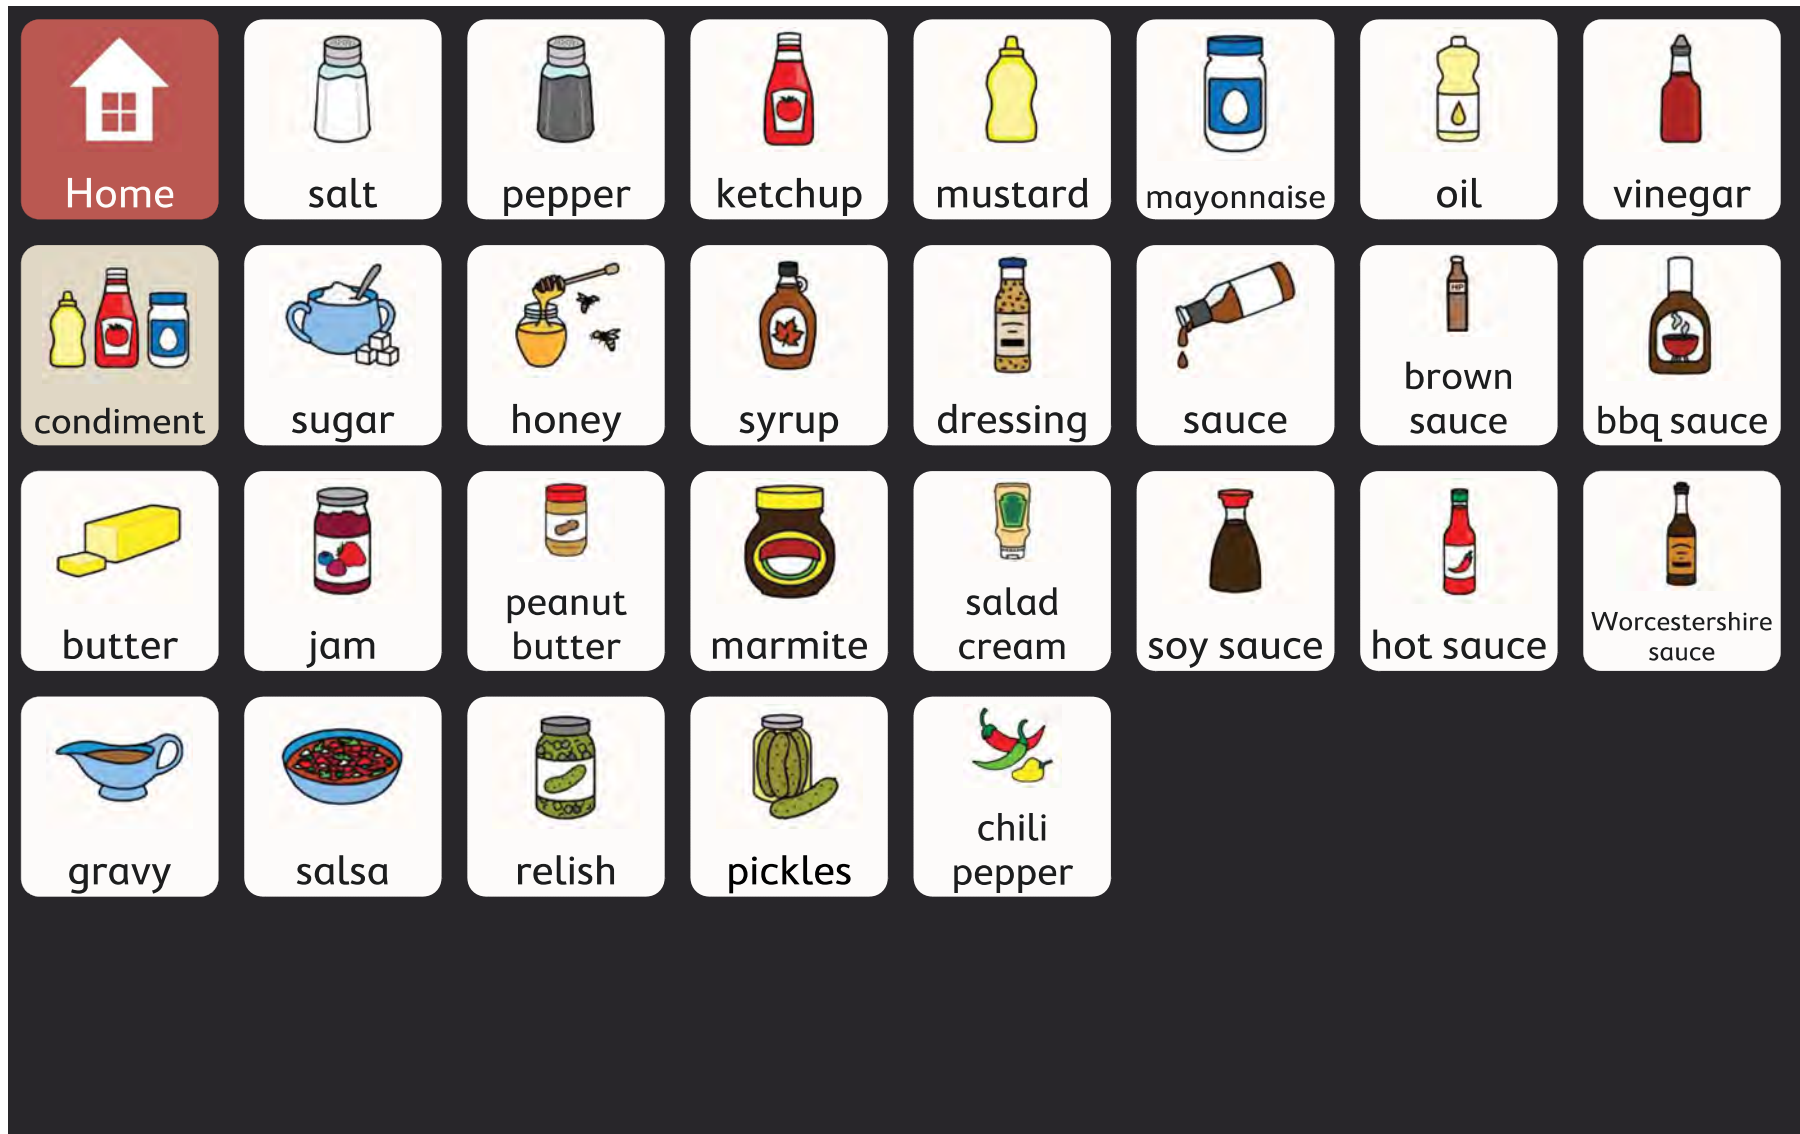 Home
salt
pepper
ketchup
mustard
mayonnaise
oil
vinegar
condiment
sugar
honey
syrup
dressing
sauce
HP
brown
sauce
bbq sauce
butter
jam
peanut
butter
marmite
salad
cream
soy sauce
hot sauce
Worcestershire
sauce
gravy
salsa
relish
pickles
chili
pepper